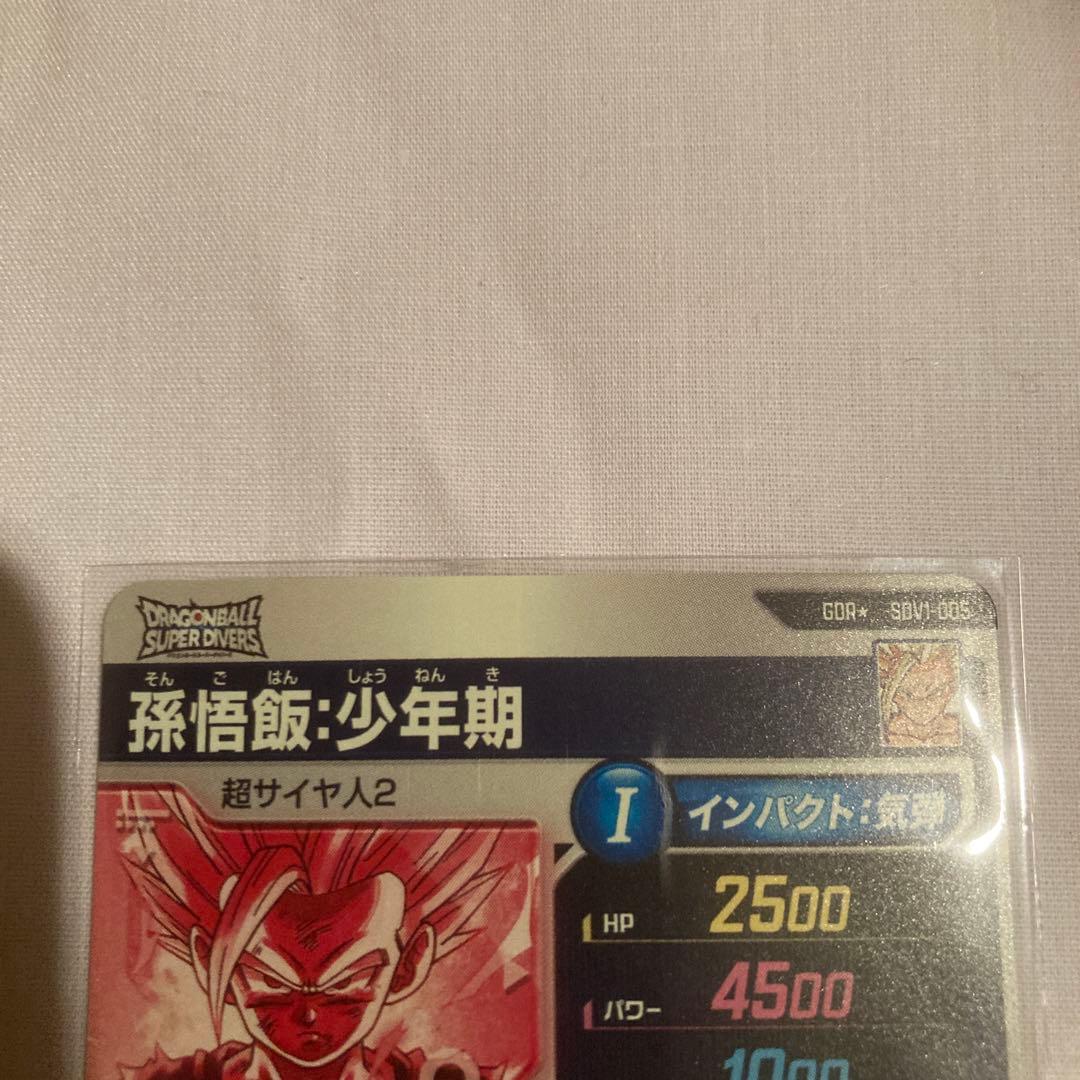 DRAGONBALL
SUPER DIVERS
GDR★ SDV1-005
そん ご はん しょう ねん き
孫悟飯:少年期
超サイヤ人2
I インパクト:気弾
HP 2500
パワー 4500